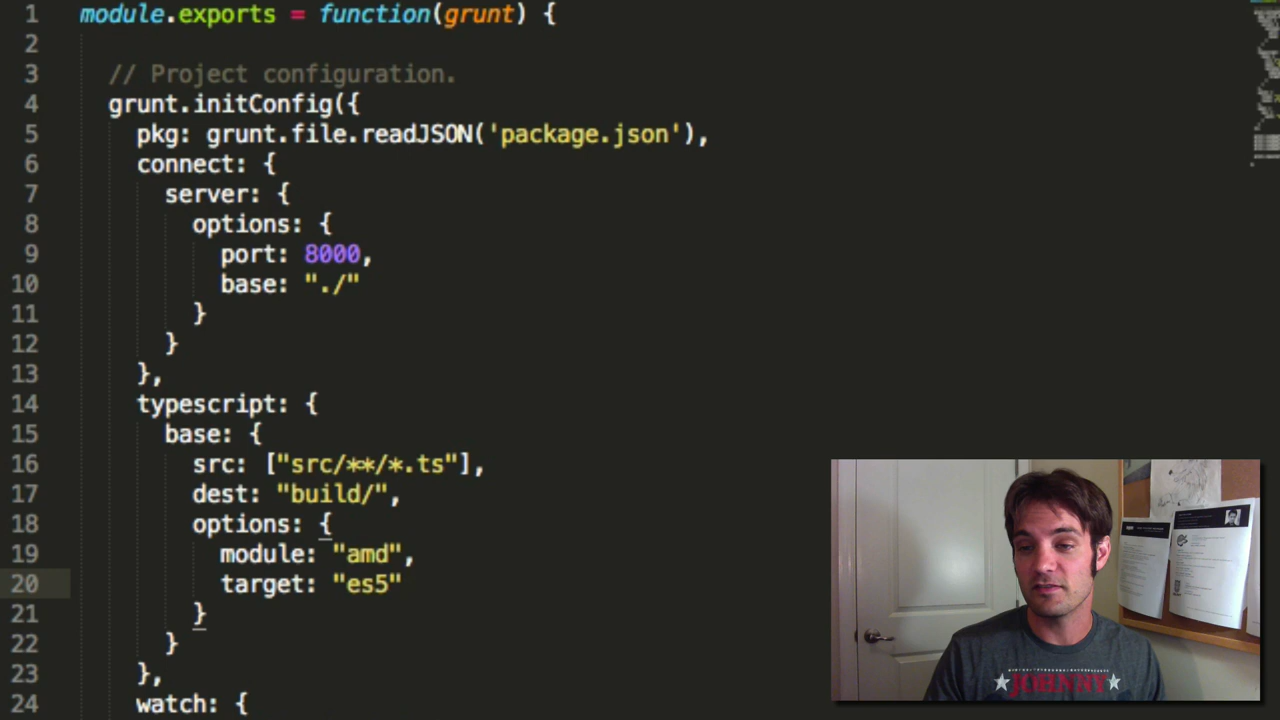 1 module.exports = function(grunt) {
2
3 // Project configuration.
4 grunt.initConfig({
5 pkg: grunt.file.readJSON('package.json'),
6 connect: {
7 server: {
8 options: {
9 port: 8000,
10 base: "./"
11 }
12 }
13 },
14 typescript: {
15 base: {
16 src: ["src/**/*.ts"],
17 dest: "build/",
18 options: {
19 module: "amd",
20 target: "es5"
21 }
22 }
23 },
24 watch: {
JOHNNY